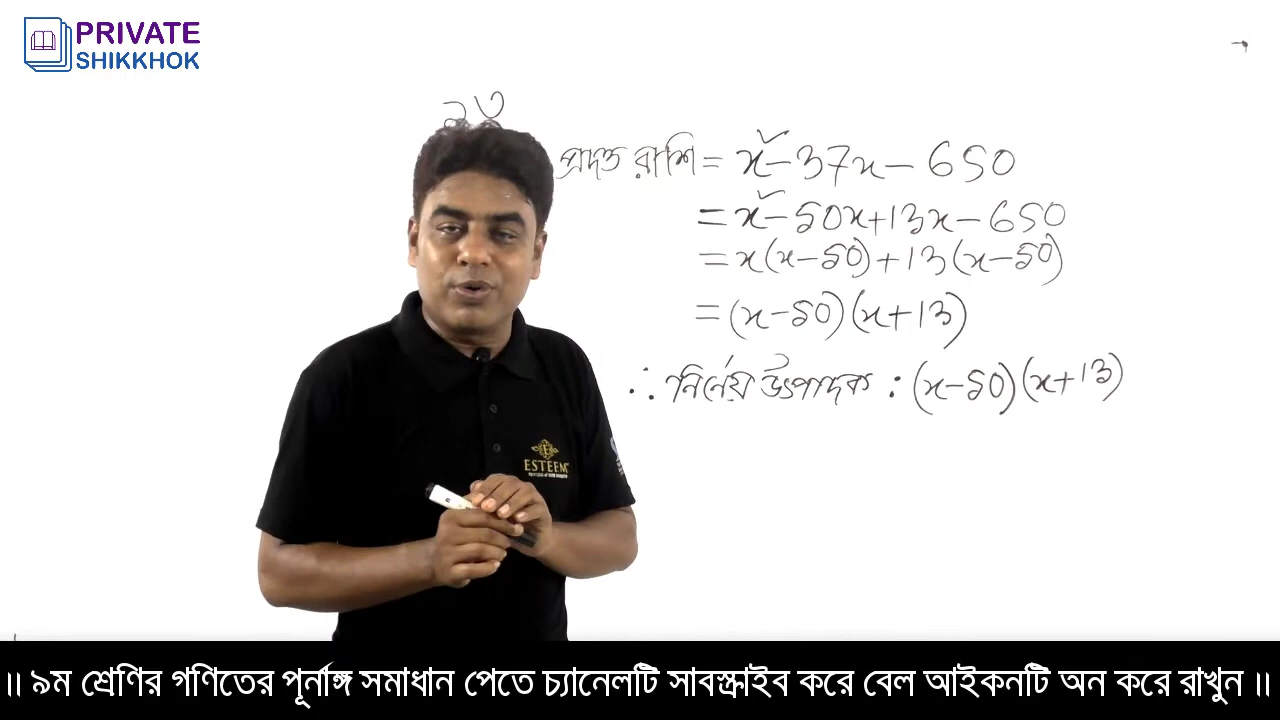 PRIVATE
SHIKKHOK
২৩
প্রদত্ত রাশি = x² - 37x - 650
= x² - 50x + 13x - 650
= x(x - 50) + 13(x - 50)
= (x - 50)(x + 13)
∴ নির্ণেয় উৎপাদক : (x - 50)(x + 13)
ESTEEM
॥ ৯ম শ্রেণির গণিতের পূর্নাঙ্গ সমাধান পেতে চ্যানেলটি সাবস্ক্রাইব করে বেল আইকনটি অন করে রাখুন ॥